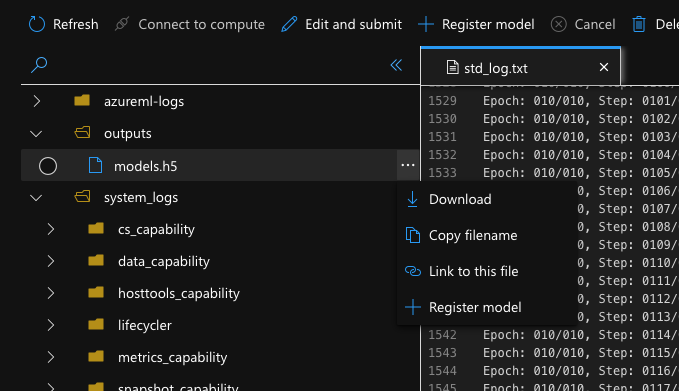 Refresh
Connect to compute
Edit and submit
Register model
Cancel
Dele
std_log.txt
azureml-logs
outputs
models.h5
system_logs
cs_capability
data_capability
hosttools_capability
lifecycler
metrics_capability
snapshot_capability
Download
Copy filename
Link to this file
Register model
1529 Epoch: 010/010, Step: 0101/
1530 Epoch: 010/010, Step: 0102/
1531 Epoch: 010/010, Step: 0103/
1532 Epoch: 010/010, Step: 0104/
1533 Epoch: 010/010, Step: 0105/
0, Step: 0106/
0, Step: 0107/
0, Step: 0108/
0, Step: 0109/
0, Step: 0110/
0, Step: 0111/
0, Step: 0112/
0, Step: 0113/
1542 Epoch: 010/010, Step: 0114/
1543 Epoch: 010/010, Step: 0115/
1544 Epoch: 010/010, Step: 0116/
1545 Epoch: 010/010, Step: 0117/